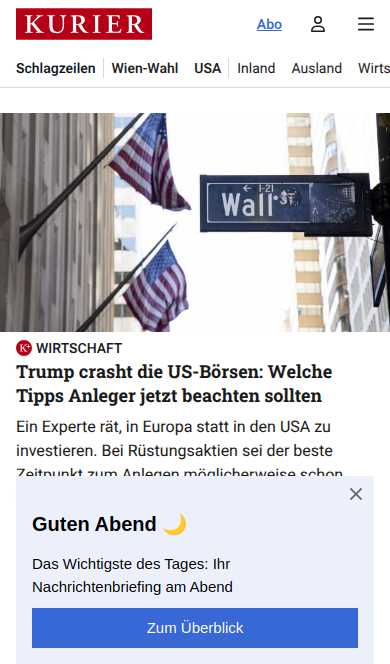 KURIER
Abo
Schlagzeilen Wien-Wahl USA Inland Ausland Wirts
← 1-21
Wall ST
K+ WIRTSCHAFT
Trump crasht die US-Börsen: Welche
Tipps Anleger jetzt beachten sollten
Ein Experte rät, in Europa statt in den USA zu
investieren. Bei Rüstungsaktien sei der beste
Zeitpunkt zum Anlegen möglicherweise schon
Guten Abend 🌙
Das Wichtigste des Tages: Ihr
Nachrichtenbriefing am Abend
Zum Überblick